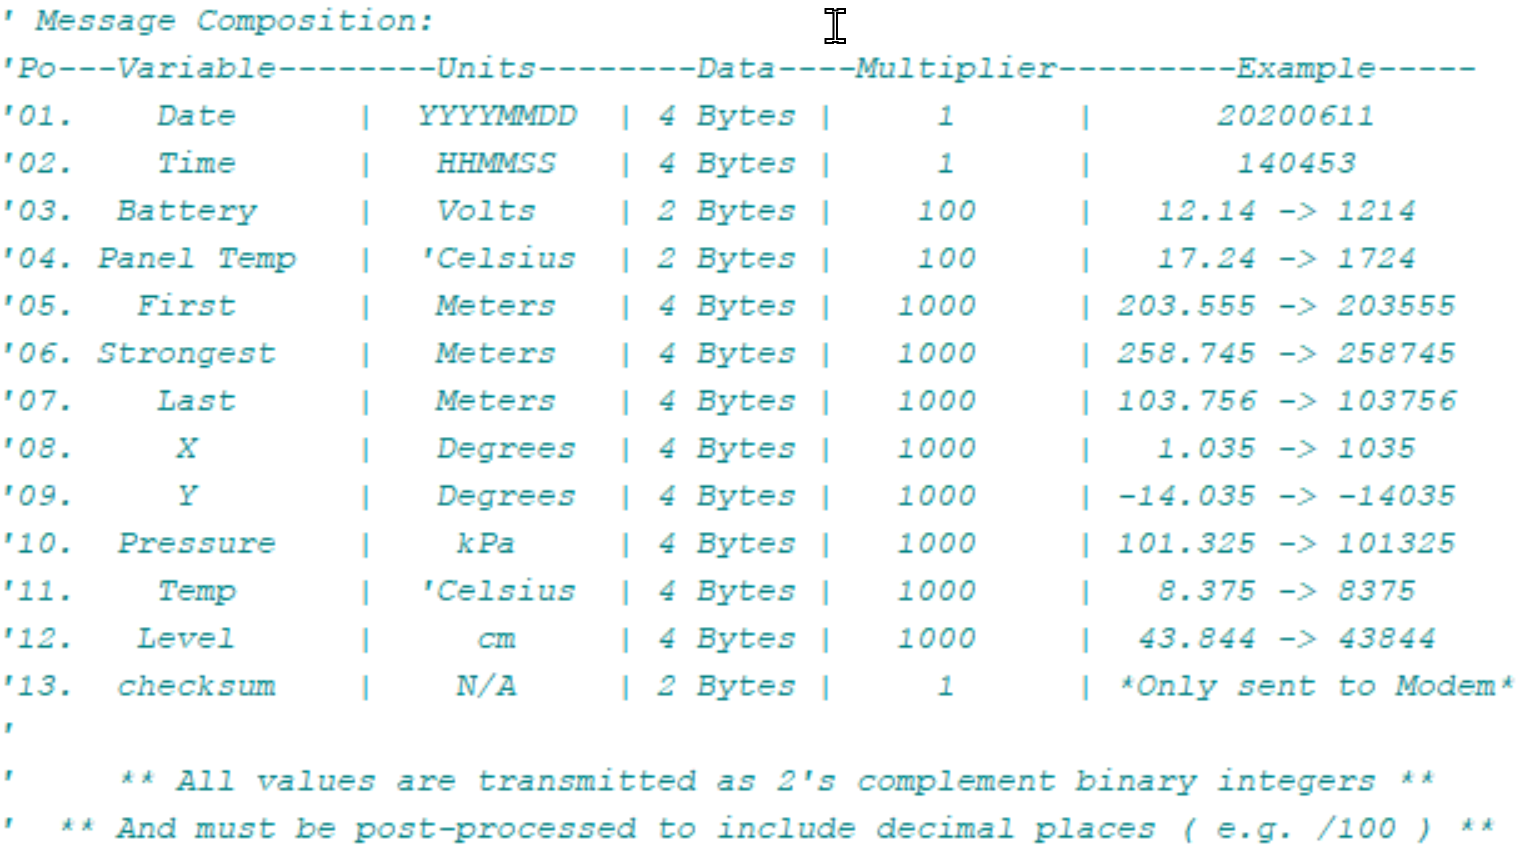 ' Message Composition:
'Po---Variable--------Units--------Data----Multiplier---------Example-----
'01.    Date      |  YYYYMMDD  | 4 Bytes |     1      |      20200611
'02.    Time      |   HHMMSS   | 4 Bytes |     1      |       140453
'03.  Battery     |   Volts    | 2 Bytes |    100     |   12.14 -> 1214
'04. Panel Temp   |  'Celsius  | 2 Bytes |    100     |   17.24 -> 1724
'05.   First      |   Meters   | 4 Bytes |   1000     | 203.555 -> 203555
'06. Strongest    |   Meters   | 4 Bytes |   1000     | 258.745 -> 258745
'07.    Last      |   Meters   | 4 Bytes |   1000     | 103.756 -> 103756
'08.     X        |   Degrees  | 4 Bytes |   1000     |   1.035 -> 1035
'09.     Y        |   Degrees  | 4 Bytes |   1000     | -14.035 -> -14035
'10.  Pressure    |    kPa     | 4 Bytes |   1000     | 101.325 -> 101325
'11.    Temp      |  'Celsius  | 4 Bytes |   1000     |   8.375 -> 8375
'12.   Level      |     cm     | 4 Bytes |   1000     |  43.844 -> 43844
'13.  checksum    |    N/A     | 2 Bytes |     1      | *Only sent to Modem*
'
'     ** All values are transmitted as 2's complement binary integers **
'  ** And must be post-processed to include decimal places ( e.g. /100 ) **